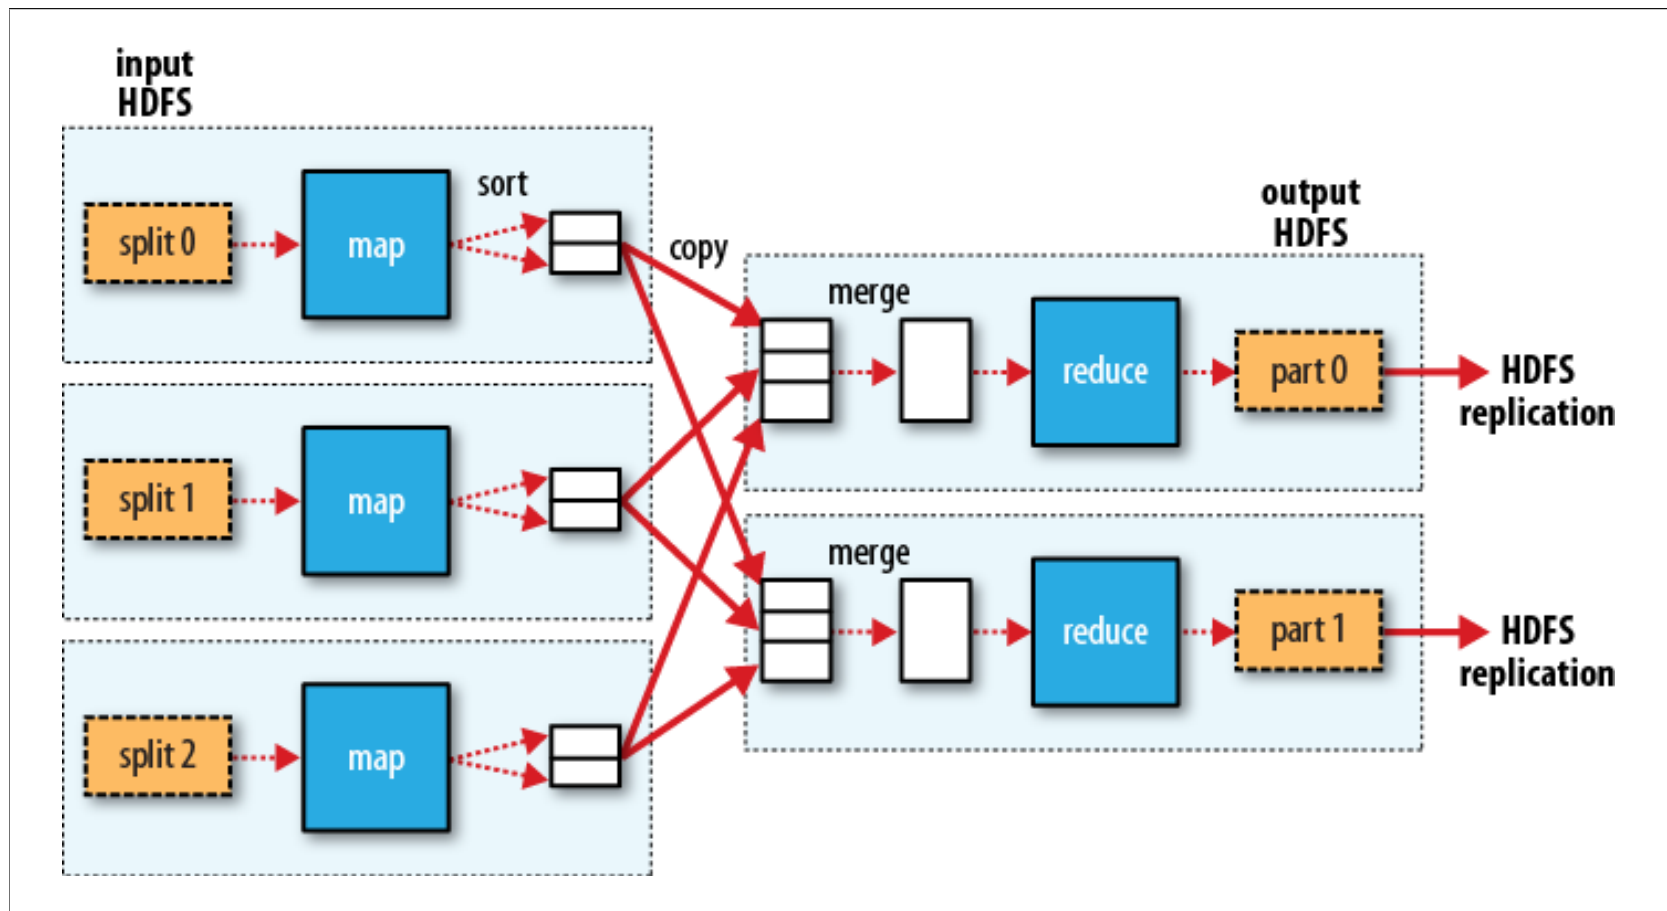 input
HDFS
split 0
map
sort
copy
split 1
map
split 2
map
output
HDFS
merge
reduce
part 0
HDFS
replication
merge
reduce
part 1
HDFS
replication